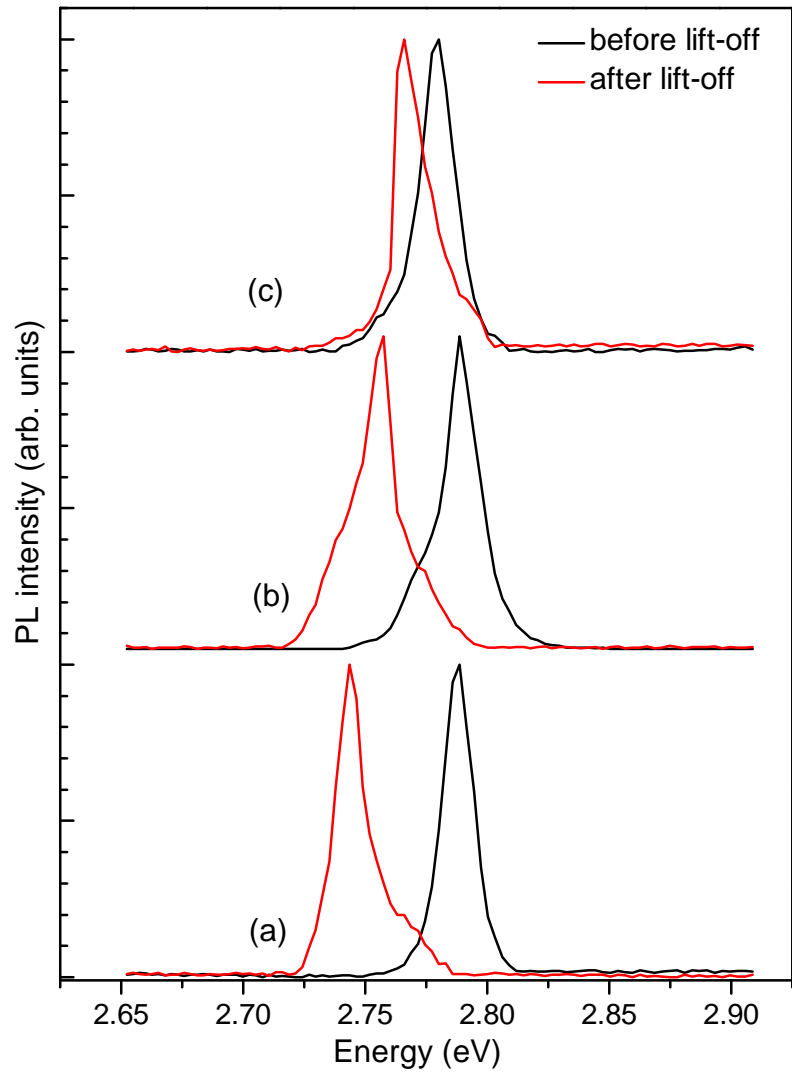 before lift-off
after lift-off
(c)
(b)
(a)
PL intensity (arb. units)
2.65 2.70 2.75 2.80 2.85 2.90
Energy (eV)